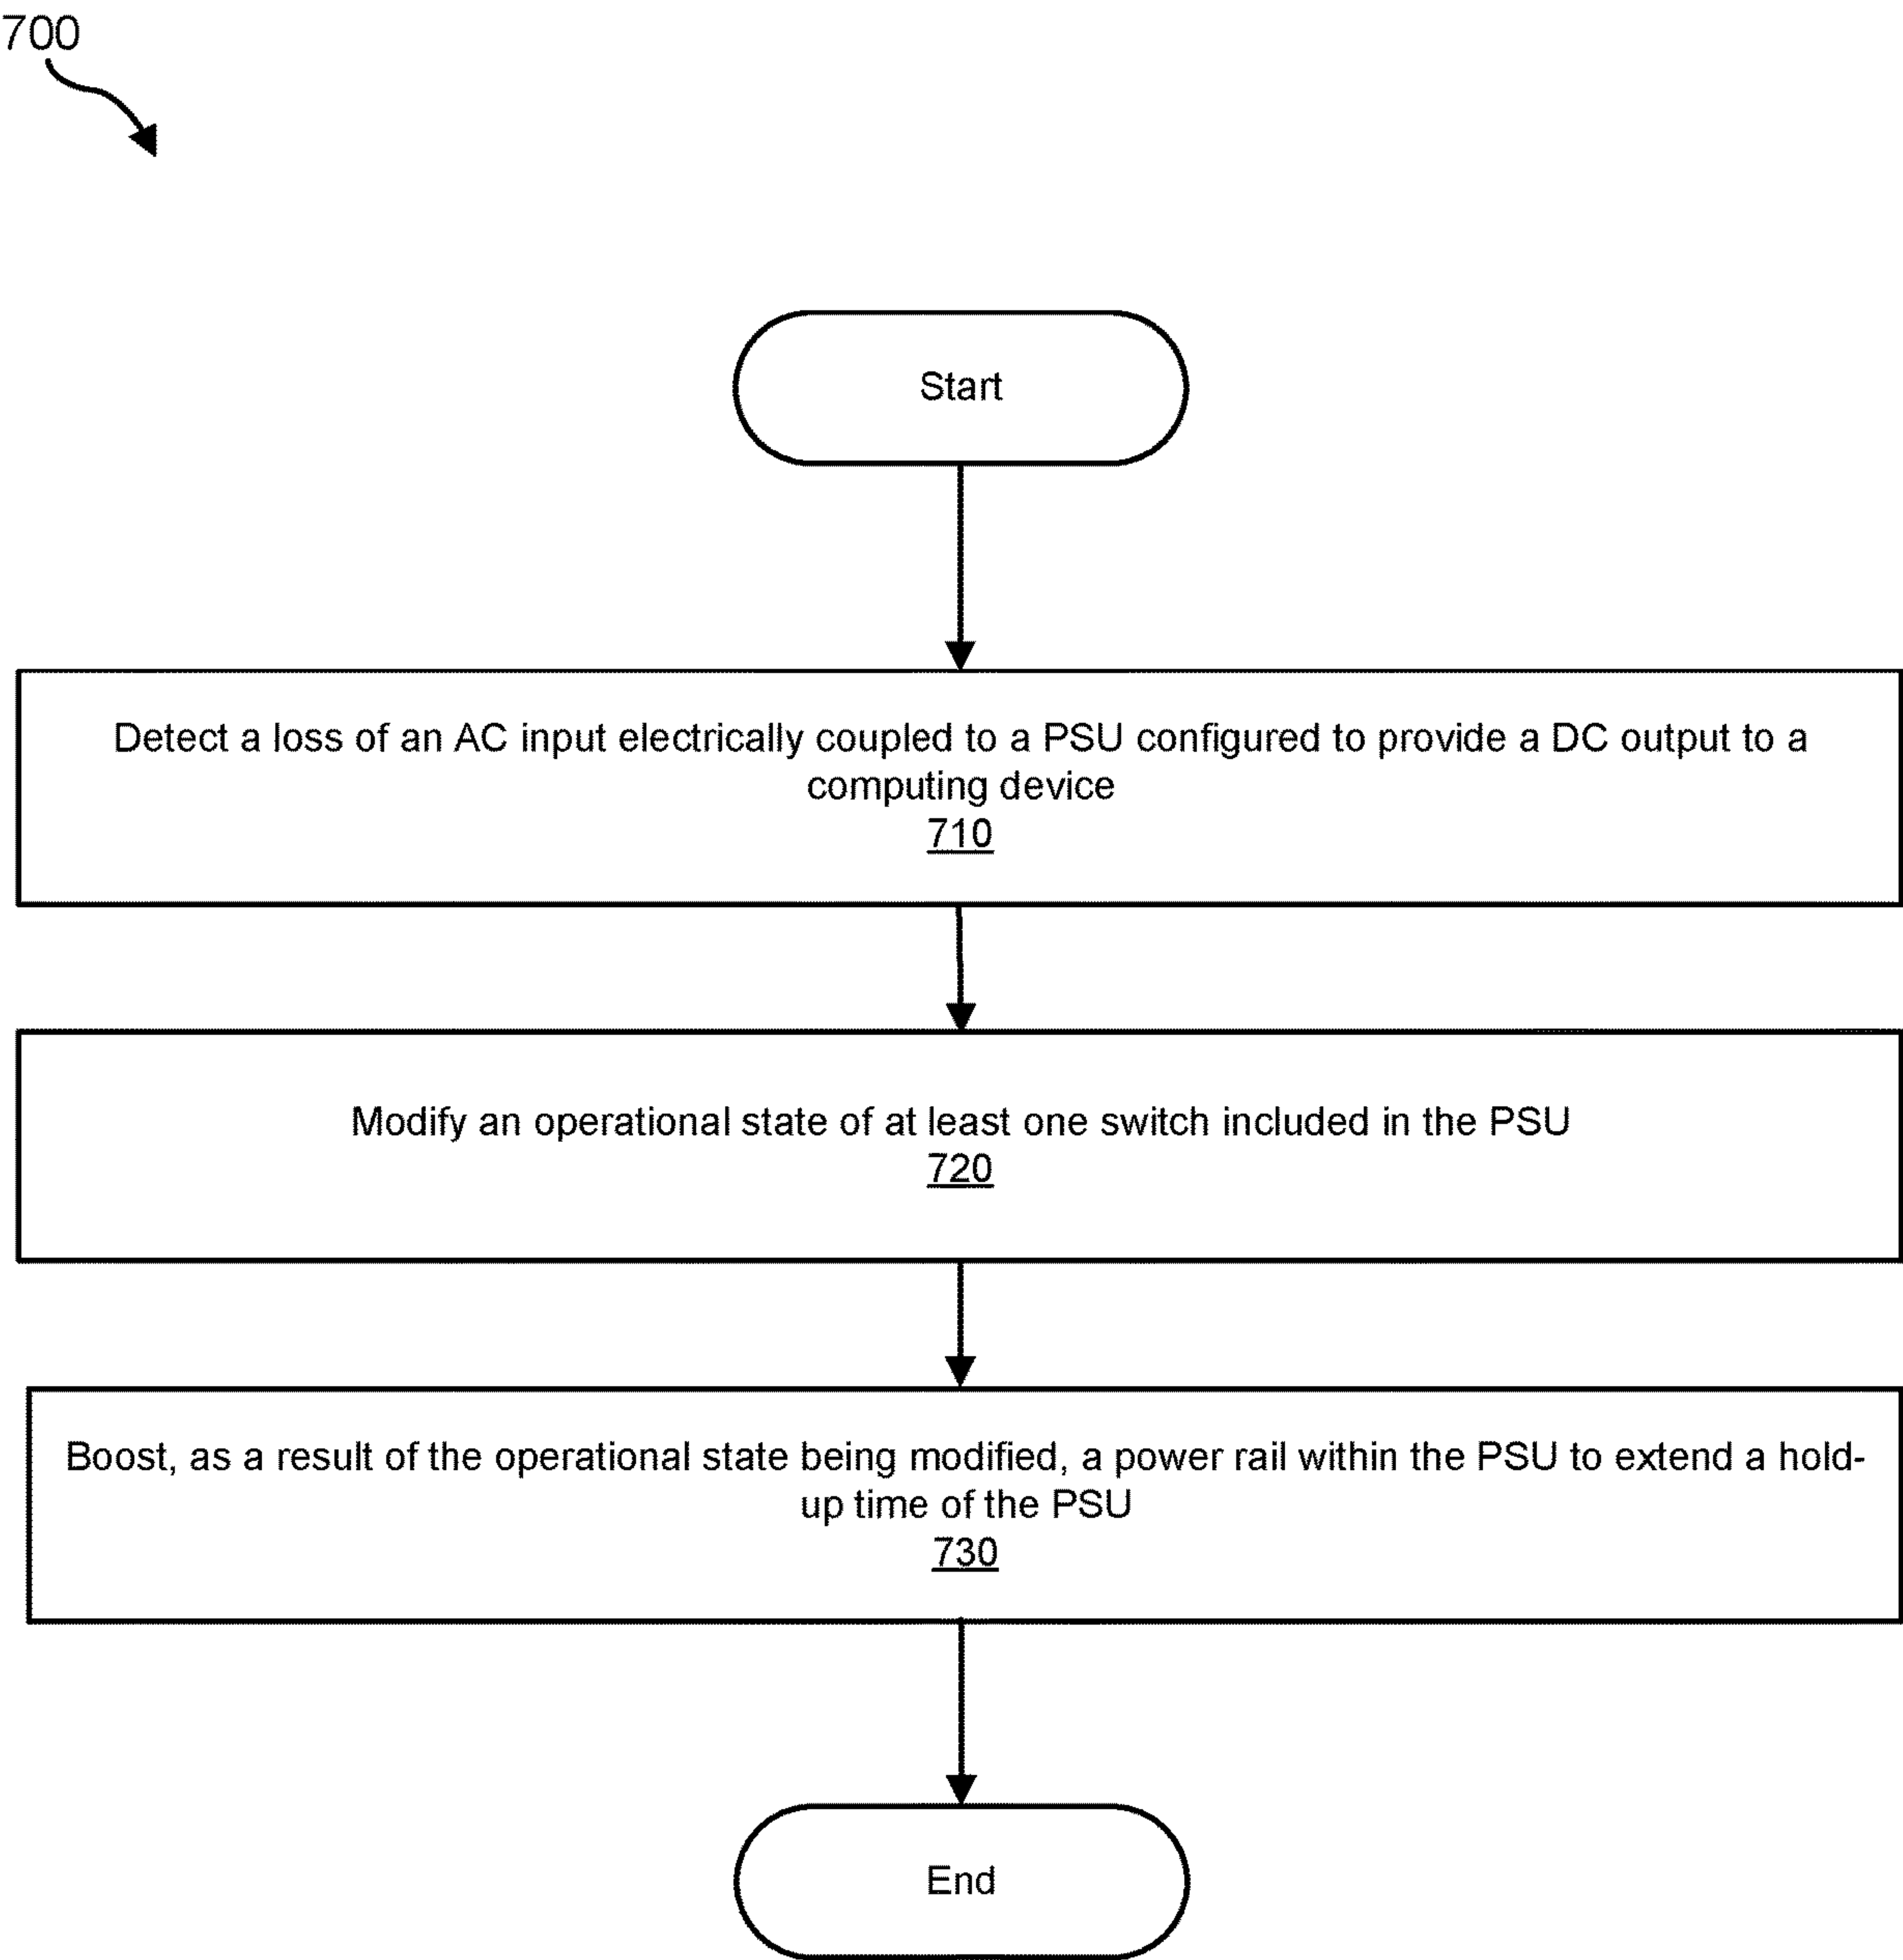 700
Start
Detect a loss of an AC input electrically coupled to a PSU configured to provide a DC output to a
computing device
710
Modify an operational state of at least one switch included in the PSU
720
Boost, as a result of the operational state being modified, a power rail within the PSU to extend a hold-
up time of the PSU
730
End